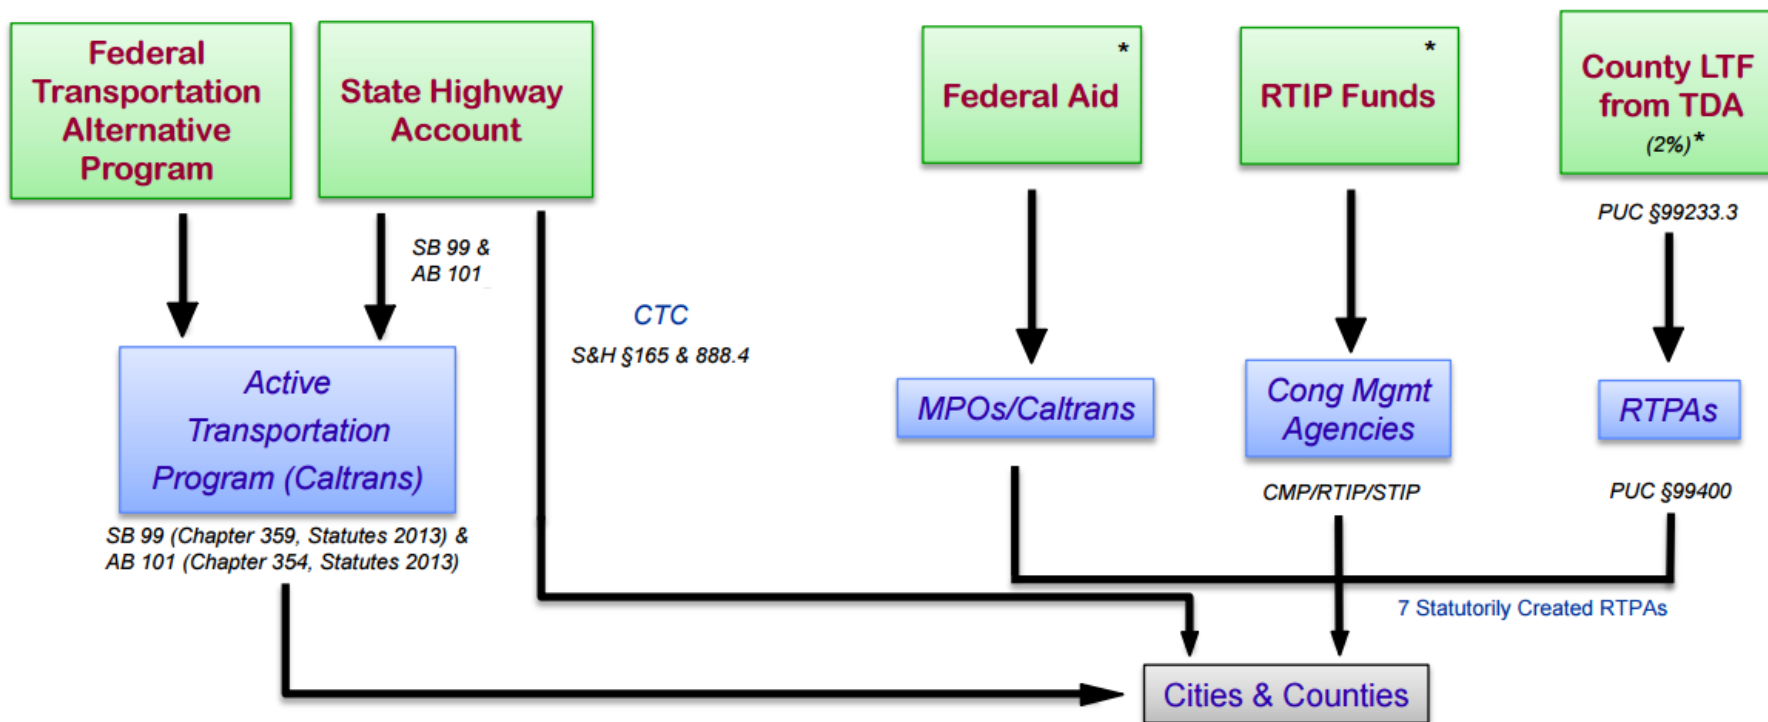 Federal
Transportation
Alternative
Program
State Highway
Account
*
Federal Aid
*
RTIP Funds
County LTF
from TDA
(2%)*
PUC §99233.3
SB 99 &
AB 101
CTC
S&H §165 & 888.4
Active
Transportation
Program (Caltrans)
MPOs/Caltrans
Cong Mgmt
Agencies
RTPAs
CMP/RTIP/STIP
PUC §99400
SB 99 (Chapter 359, Statutes 2013) &
AB 101 (Chapter 354, Statutes 2013)
7 Statutorily Created RTPAs
Cities & Counties